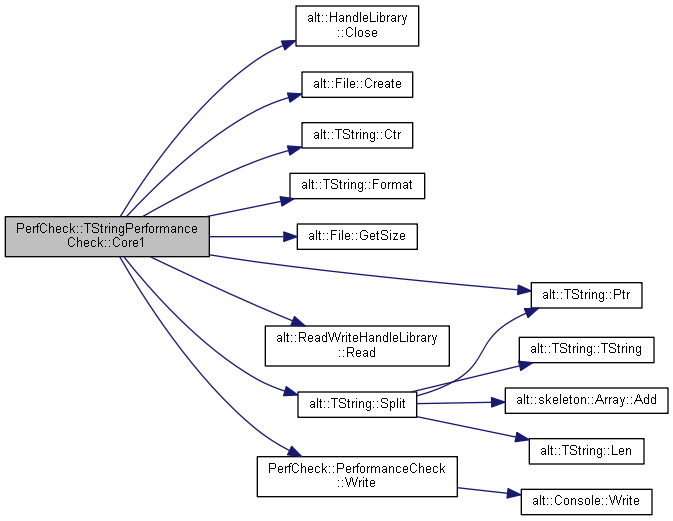 alt::HandleLibrary
::Close
alt::File::Create
alt::TString::Ctr
alt::TString::Format
PerfCheck::TStringPerformance
Check::Core1
alt::File::GetSize
alt::TString::Ptr
alt::ReadWriteHandleLibrary
::Read
alt::TString::TString
alt::TString::Split
alt::skeleton::Array::Add
alt::TString::Len
PerfCheck::PerformanceCheck
::Write
alt::Console::Write